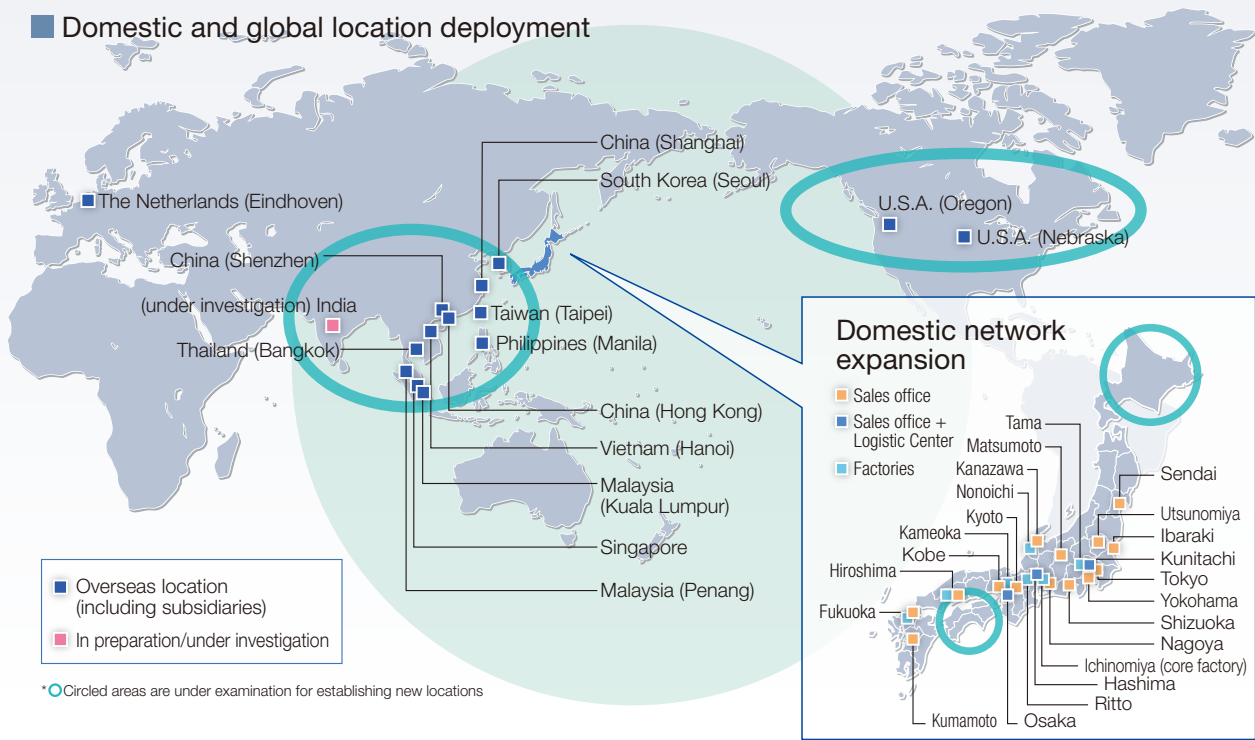 Domestic and global location deployment
China (Shanghai)
South Korea (Seoul)
The Netherlands (Eindhoven)
U.S.A. (Oregon)
U.S.A. (Nebraska)
China (Shenzhen)
(under investigation) India
Taiwan (Taipei)
Thailand (Bangkok)
Philippines (Manila)
China (Hong Kong)
Vietnam (Hanoi)
Malaysia
(Kuala Lumpur)
Singapore
Malaysia (Penang)
Overseas location
(including subsidiaries)
In preparation/under investigation
* Circled areas are under examination for establishing new locations
Domestic network
expansion
Sales office
Sales office +
Logistic Center
Factories
Tama
Matsumoto
Kanazawa
Nonoichi
Kyoto
Kameoka
Kobe
Hiroshima
Fukuoka
Sendai
Utsunomiya
Ibaraki
Kunitachi
Tokyo
Yokohama
Shizuoka
Nagoya
Ichinomiya (core factory)
Hashima
Ritto
Kumamoto
Osaka